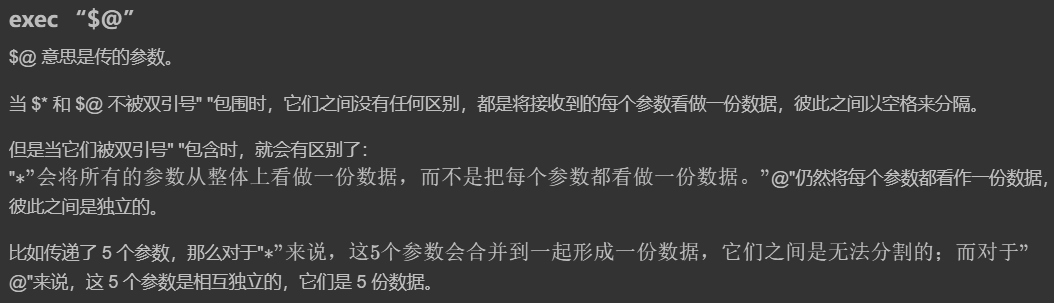 exec “$@”
$@ 意思是传的参数。
当 $* 和 $@ 不被双引号" "包围时，它们之间没有任何区别，都是将接收到的每个参数看做一份数据，彼此之间以空格来分隔。
但是当它们被双引号" "包含时，就会有区别了：
"*”会将所有的参数从整体上看做一份数据，而不是把每个参数都看做一份数据。”@"仍然将每个参数都看作一份数据，
彼此之间是独立的。
比如传递了 5 个参数，那么对于"*”来说，这5个参数会合并到一起形成一份数据，它们之间是无法分割的；而对于”
@"来说，这 5 个参数是相互独立的，它们是 5 份数据。